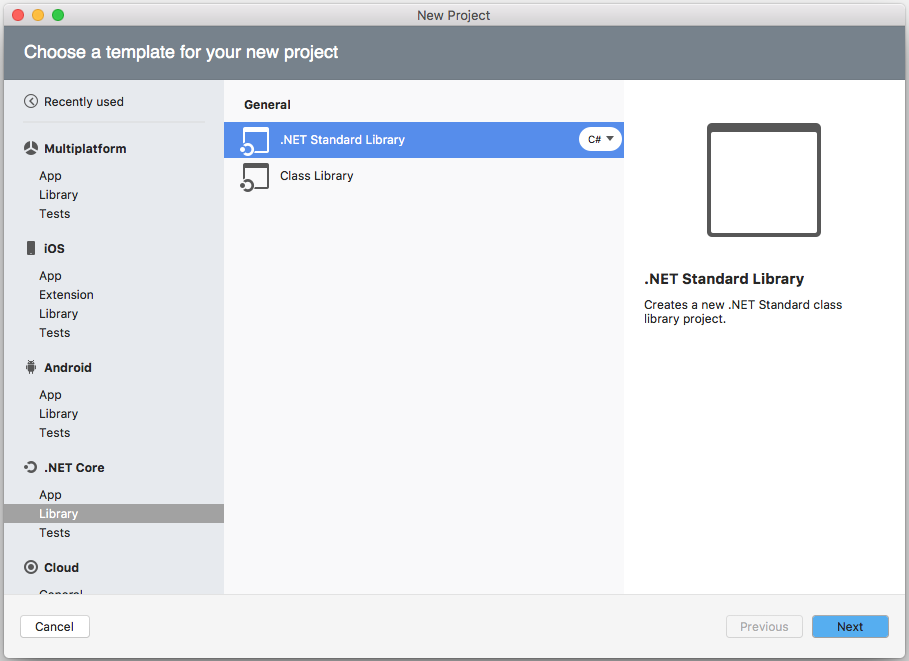 New Project
Choose a template for your new project
Recently used
Multiplatform
App
Library
Tests
iOS
App
Extension
Library
Tests
Android
App
Library
Tests
.NET Core
App
Library
Tests
Cloud
General
General
.NET Standard Library
C#
Class Library
.NET Standard Library
Creates a new .NET Standard class
library project.
Cancel
Previous
Next